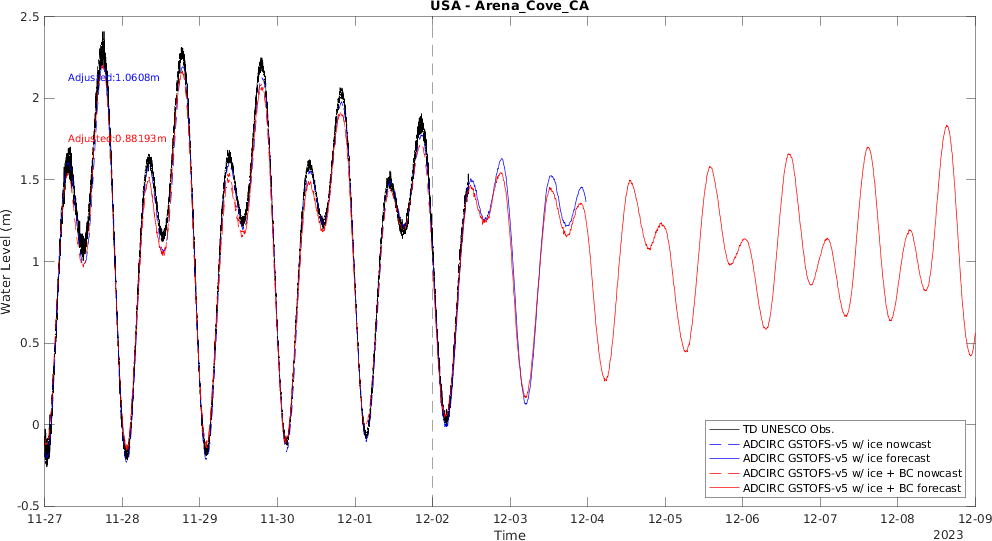 USA - Arena_Cove_CA
2.5
2
1.5
1
0.5
0
-0.5
Water Level (m)
Adjusted:1.0608m
Adjusted:0.88193m
TD UNESCO Obs.
ADCIRC GSTOFS-v5 w/ ice nowcast
ADCIRC GSTOFS-v5 w/ ice forecast
ADCIRC GSTOFS-v5 w/ ice + BC nowcast
ADCIRC GSTOFS-v5 w/ ice + BC forecast
11-27 11-28 11-29 11-30 12-01 12-02 12-03 12-04 12-05 12-06 12-07 12-08 12-09
Time
2023